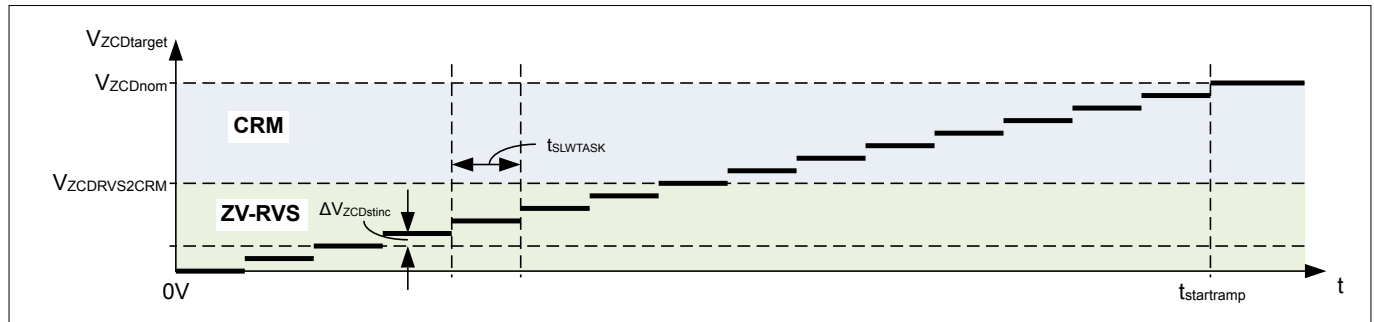 VZCDtarget
VZCDnom
CRM
tSLWTASK
VZCDRVS2CRM
ZV-RVS
ΔVZCDstinc
0V
tstartramp
t